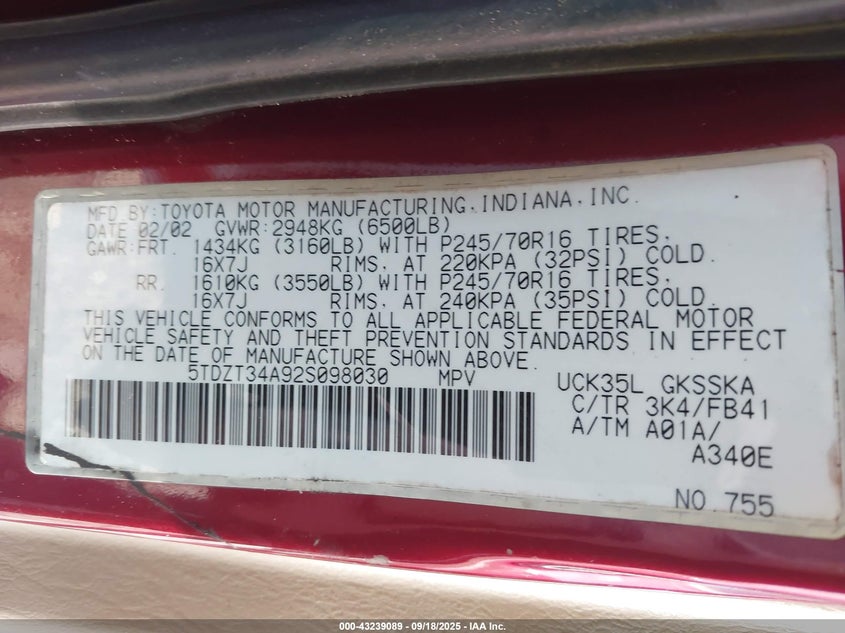 MFD.BY:TOYOTA MOTOR MANUFACTURING,INDIANA,INC.
DATE 02/02 GVWR:2948KG (6500LB)
GAWR:FRT. 1434KG (3160LB) WITH P245/70R16 TIRES,
16X7J RIMS, AT 220KPA (32PSI) COLD.
RR. 1610KG (3550LB) WITH P245/70R16 TIRES,
16X7J RIMS, AT 240KPA (35PSI) COLD.
THIS VEHICLE CONFORMS TO ALL APPLICABLE FEDERAL MOTOR
VEHICLE SAFETY AND THEFT PREVENTION STANDARDS IN EFFECT
ON THE DATE OF MANUFACTURE SHOWN ABOVE.
5TDZT34A92S098030 MPV UCK35L GKSSKA
C/TR 3K4/FB41
A/TM A01A/
A340E
NO.755
000-43239089 - 09/18/2025 - IAA Inc.